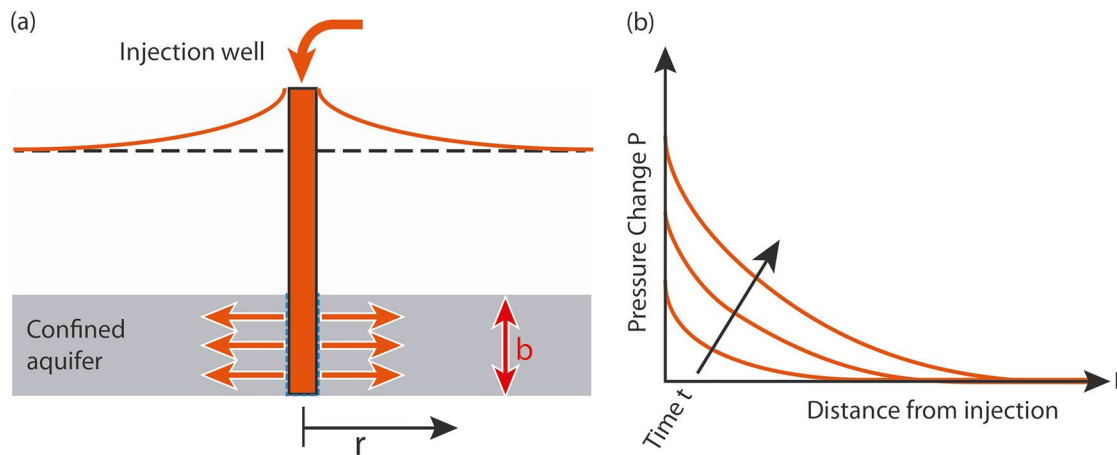 (a)
Injection well
Confined
aquifer
b
r
(b)
Pressure Change P
Time t
Distance from injection